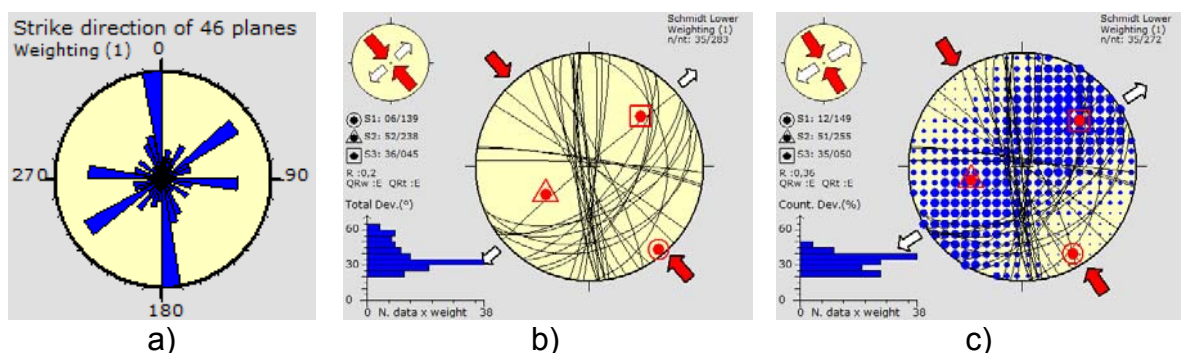 Strike direction of 46 planes
Weighting (1)
0
270
90
180
a)
Schmidt Lower
Weighting (1)
n/nt: 35/283
S1: 06/139
S2: 52/238
S3: 36/045
R :0,2
QRw :E QRt :E
Total Dev.(°)
60
30
0
0 N. data x weight 38
b)
Schmidt Lower
Weighting (1)
n/nt: 35/272
S1: 12/149
S2: 51/255
S3: 35/050
R :0,36
QRw :E QRt :E
Count. Dev.(%)
60
30
0
0 N. data x weight 38
c)